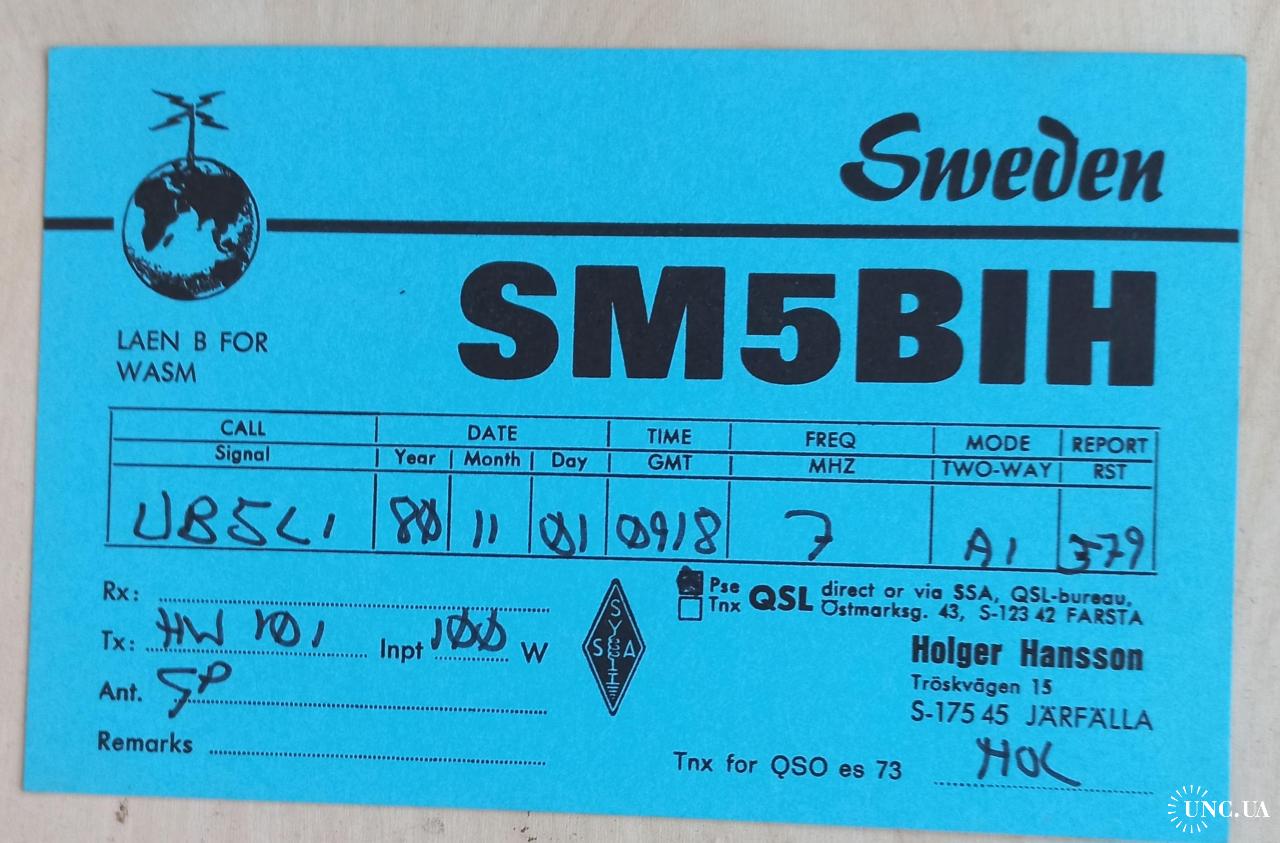 Sweden
SM5BIH
LAEN B FOR
WASM
CALL DATE TIME FREQ MODE REPORT
Signal Year Month Day GMT MHZ TWO-WAY RST
UB5LI 80 11 01 0918 7 A1 379
Rx:
Tx: HW 101 Inpt 100 W
Ant. GP
Remarks
SSA
Pse
Tnx
QSL direct or via SSA, QSL-bureau,
Östmarksg. 43, S-123 42 FARSTA
Holger Hansson
Tröskvägen 15
S-175 45 JÄRFÄLLA
Tnx for QSO es 73 HOL
UNC.UA